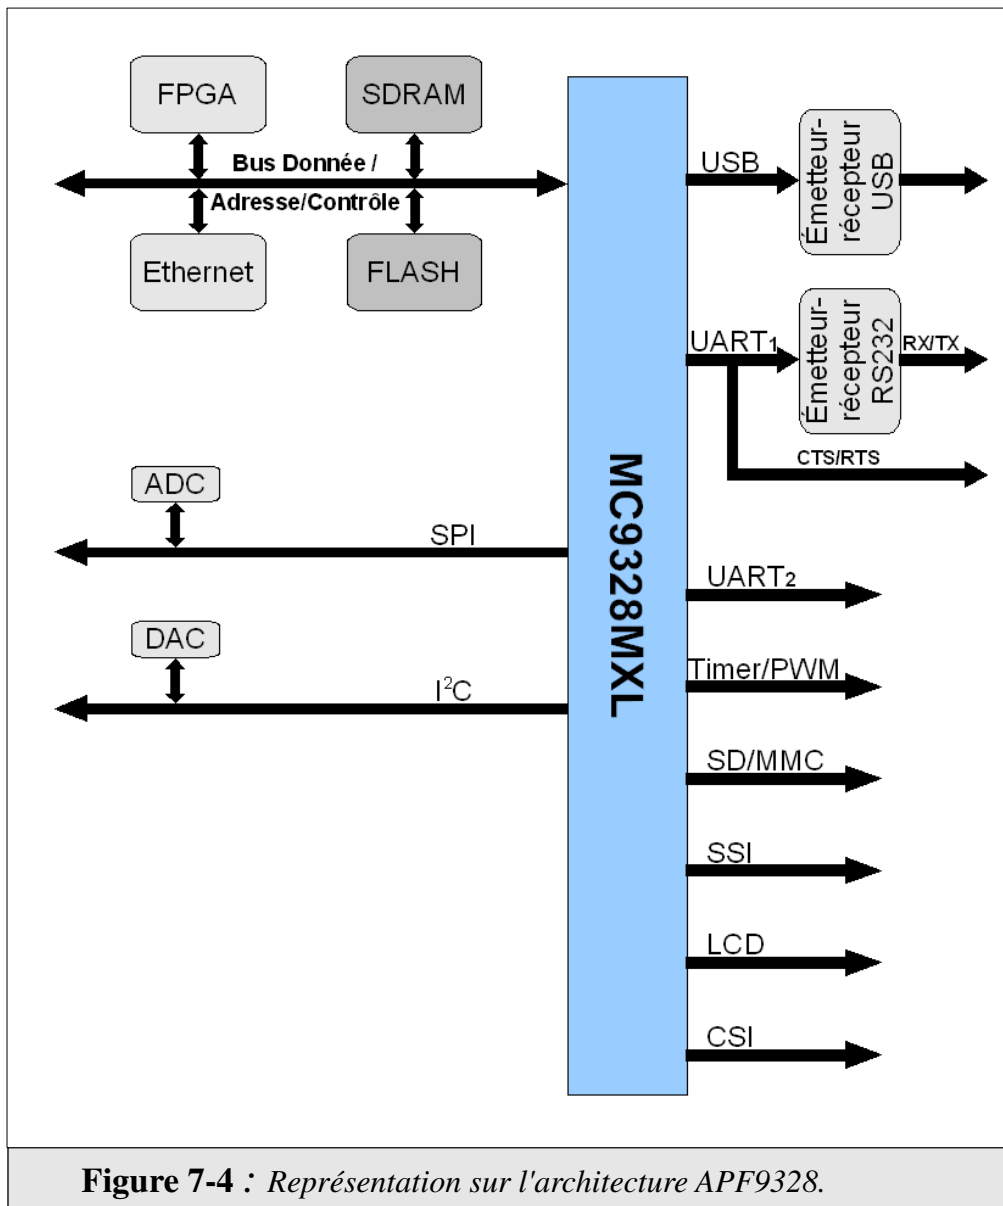 FPGA
SDRAM
Bus Donnée /
Adresse/Contrôle
Ethernet
FLASH
ADC
SPI
DAC
I²C
MC9328MXL
USB
Émetteur-
récepteur
USB
UART1
Émetteur-
récepteur
RS232
RX/TX
CTS/RTS
UART2
Timer/PWM
SD/MMC
SSI
LCD
CSI
Figure 7-4 : Représentation sur l'architecture APF9328.